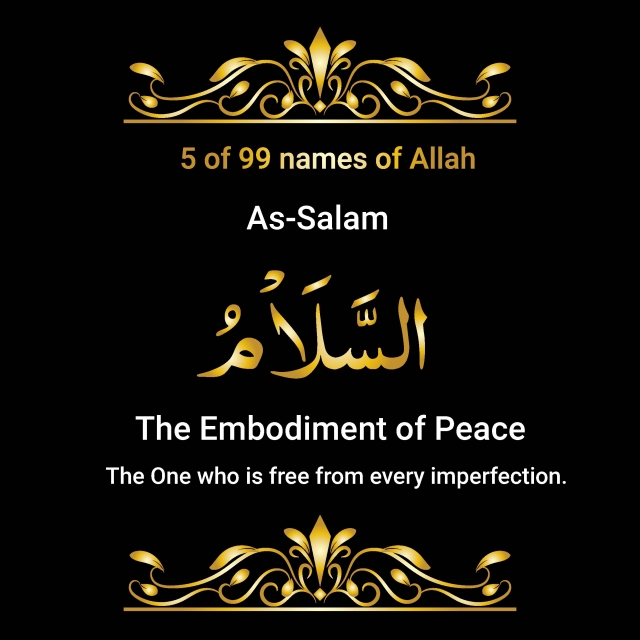 5 of 99 names of Allah
As-Salam
السَّلَاْمُ
The Embodiment of Peace
The One who is free from every imperfection.